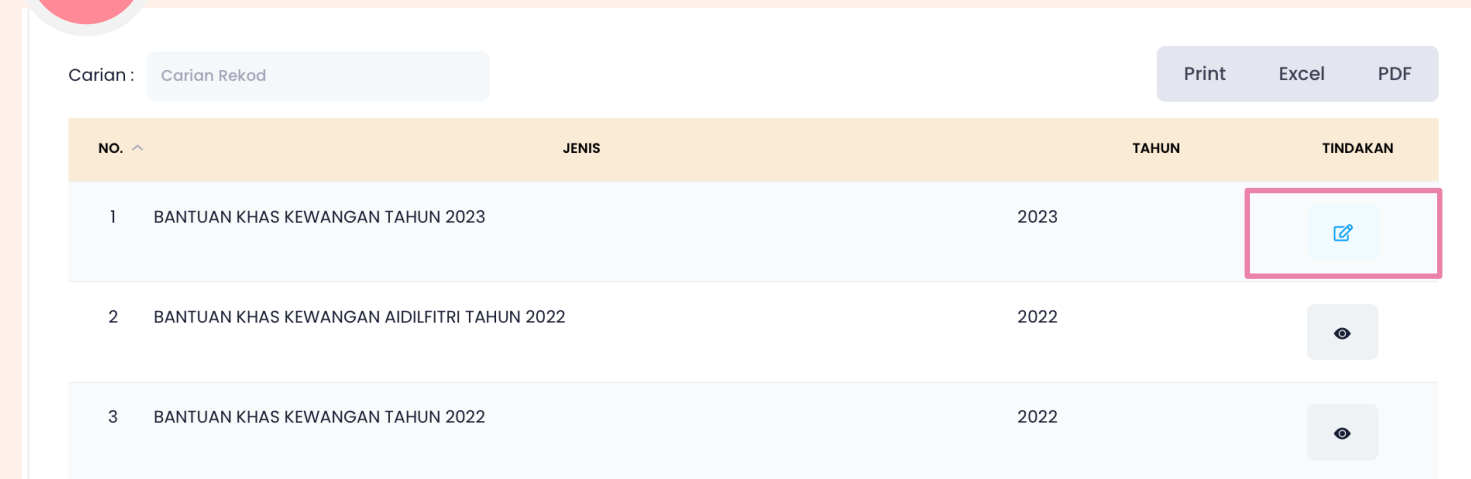 Carian : Carian Rekod Print Excel PDF
NO. JENIS TAHUN TINDAKAN
1 BANTUAN KHAS KEWANGAN TAHUN 2023 2023
2 BANTUAN KHAS KEWANGAN AIDILFITRI TAHUN 2022 2022
3 BANTUAN KHAS KEWANGAN TAHUN 2022 2022